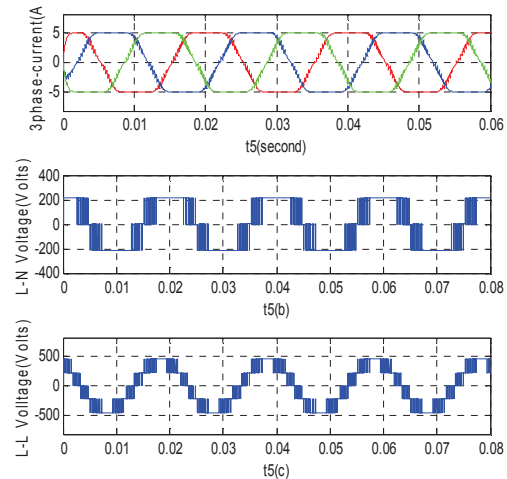 3phase-current(A
5
0
-5
0 0.01 0.02 0.03 0.04 0.05 0.06
t5(second)
L-N Voltage(Volts)
400
200
0
-200
-400
0 0.01 0.02 0.03 0.04 0.05 0.06 0.07 0.08
t5(b)
L-L Volltage(Volts)
500
0
-500
0 0.01 0.02 0.03 0.04 0.05 0.06 0.07 0.08
t5(c)